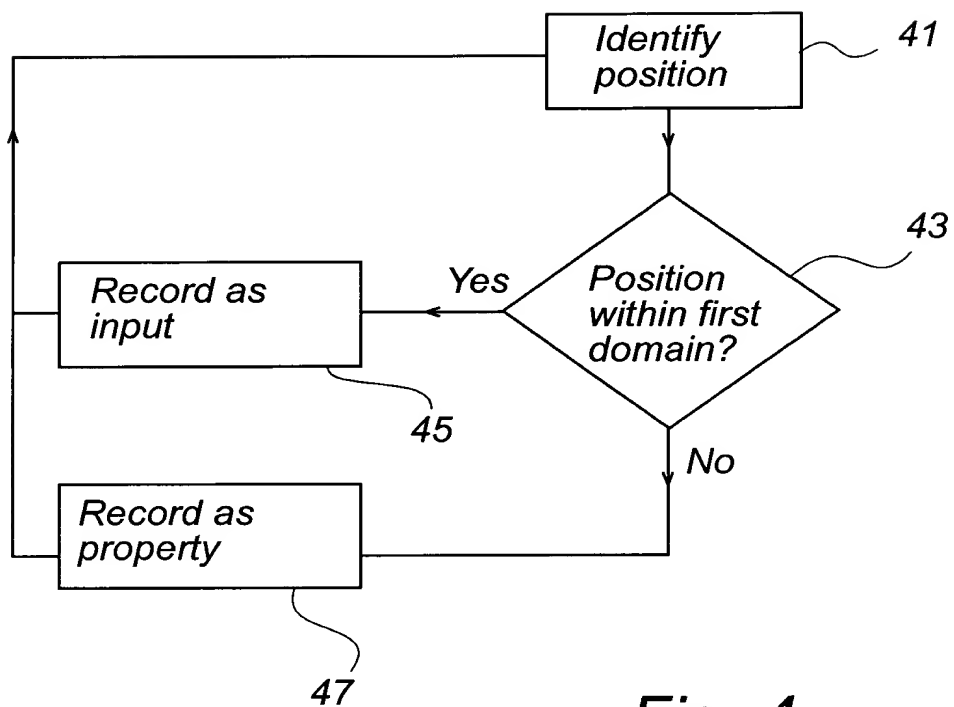 Identify
position
41
43
Yes
Position
within first
domain?
Record as
input
45
No
Record as
property
47